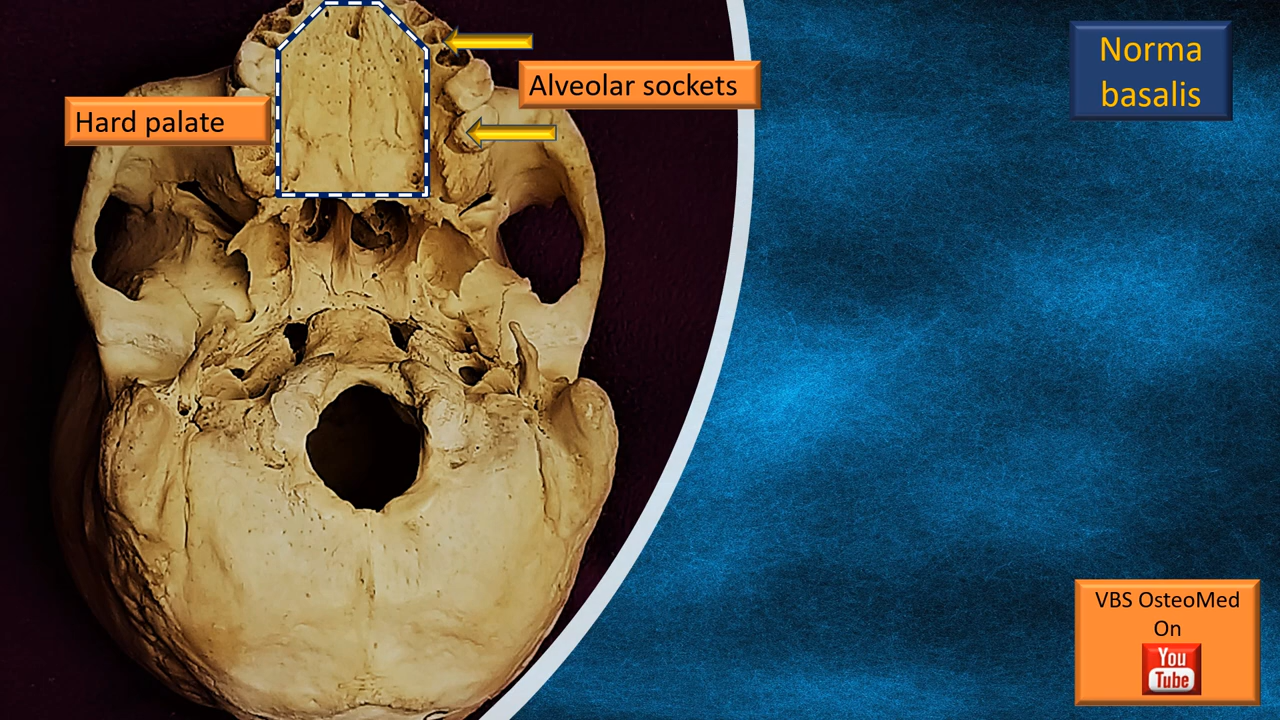 Norma
basalis
Alveolar sockets
Hard palate
VBS OsteoMed
On
You
Tube